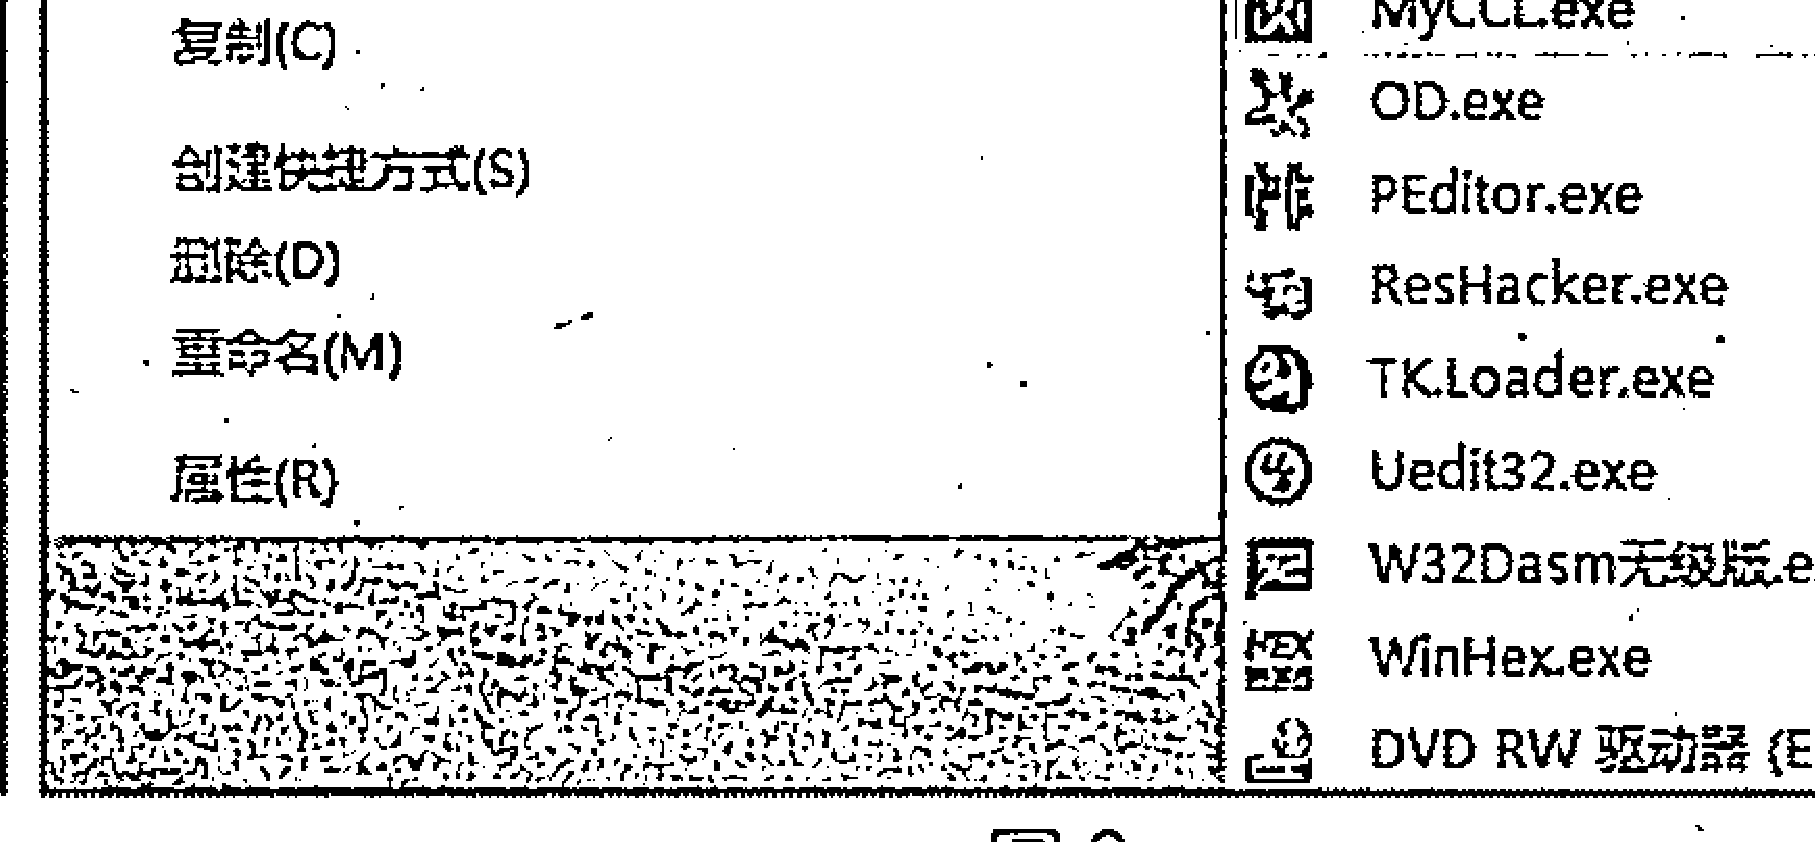 复制(C)
创建快捷方式(S)
删除(D)
重命名(M)
属性(R)
MyCCL.exe
OD.exe
PEditor.exe
ResHacker.exe
TK.Loader.exe
Uedit32.exe
W32Dasm无级版.e
WinHex.exe
DVD RW 驱动器 (E